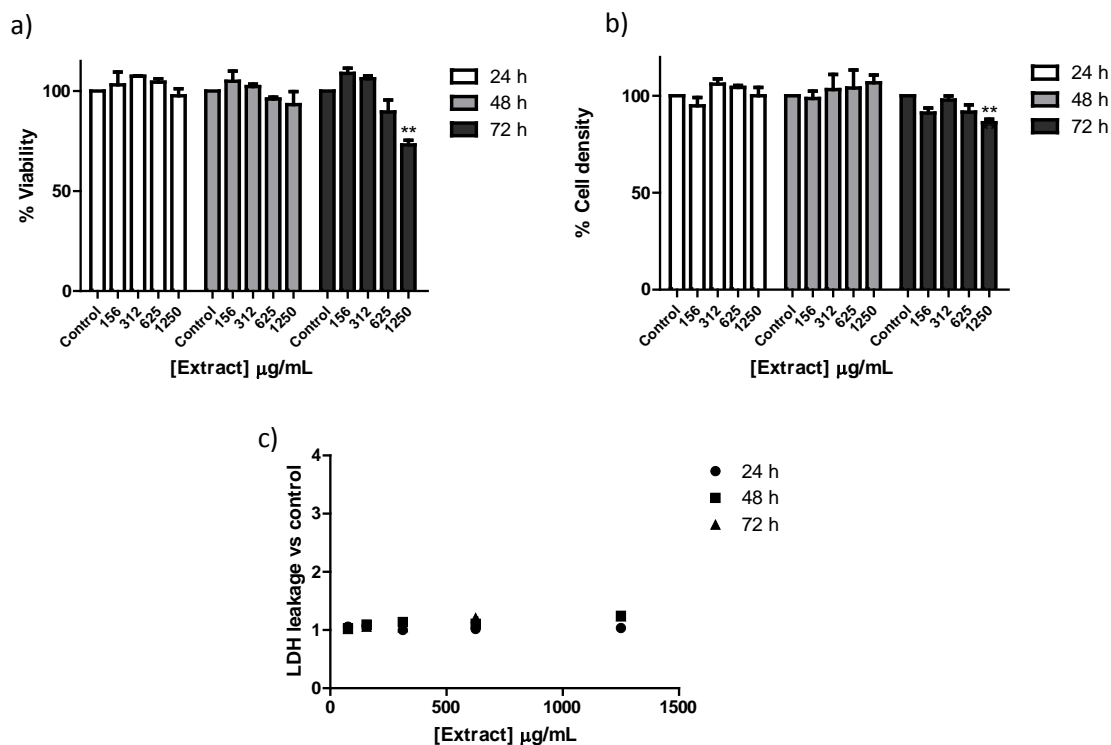 a)
% Viability
100
50
0
**
Control 156 312 625 1250 Control 156 312 625 1250 Control 156 312 625 1250
[Extract] µg/mL
24 h
48 h
72 h
b)
% Cell density
100
50
0
**
Control 156 312 625 1250 Control 156 312 625 1250 Control 156 312 625 1250
[Extract] µg/mL
24 h
48 h
72 h
c)
LDH leakage vs control
4
3
2
1
0
0 500 1000 1500
[Extract] µg/mL
24 h
48 h
72 h